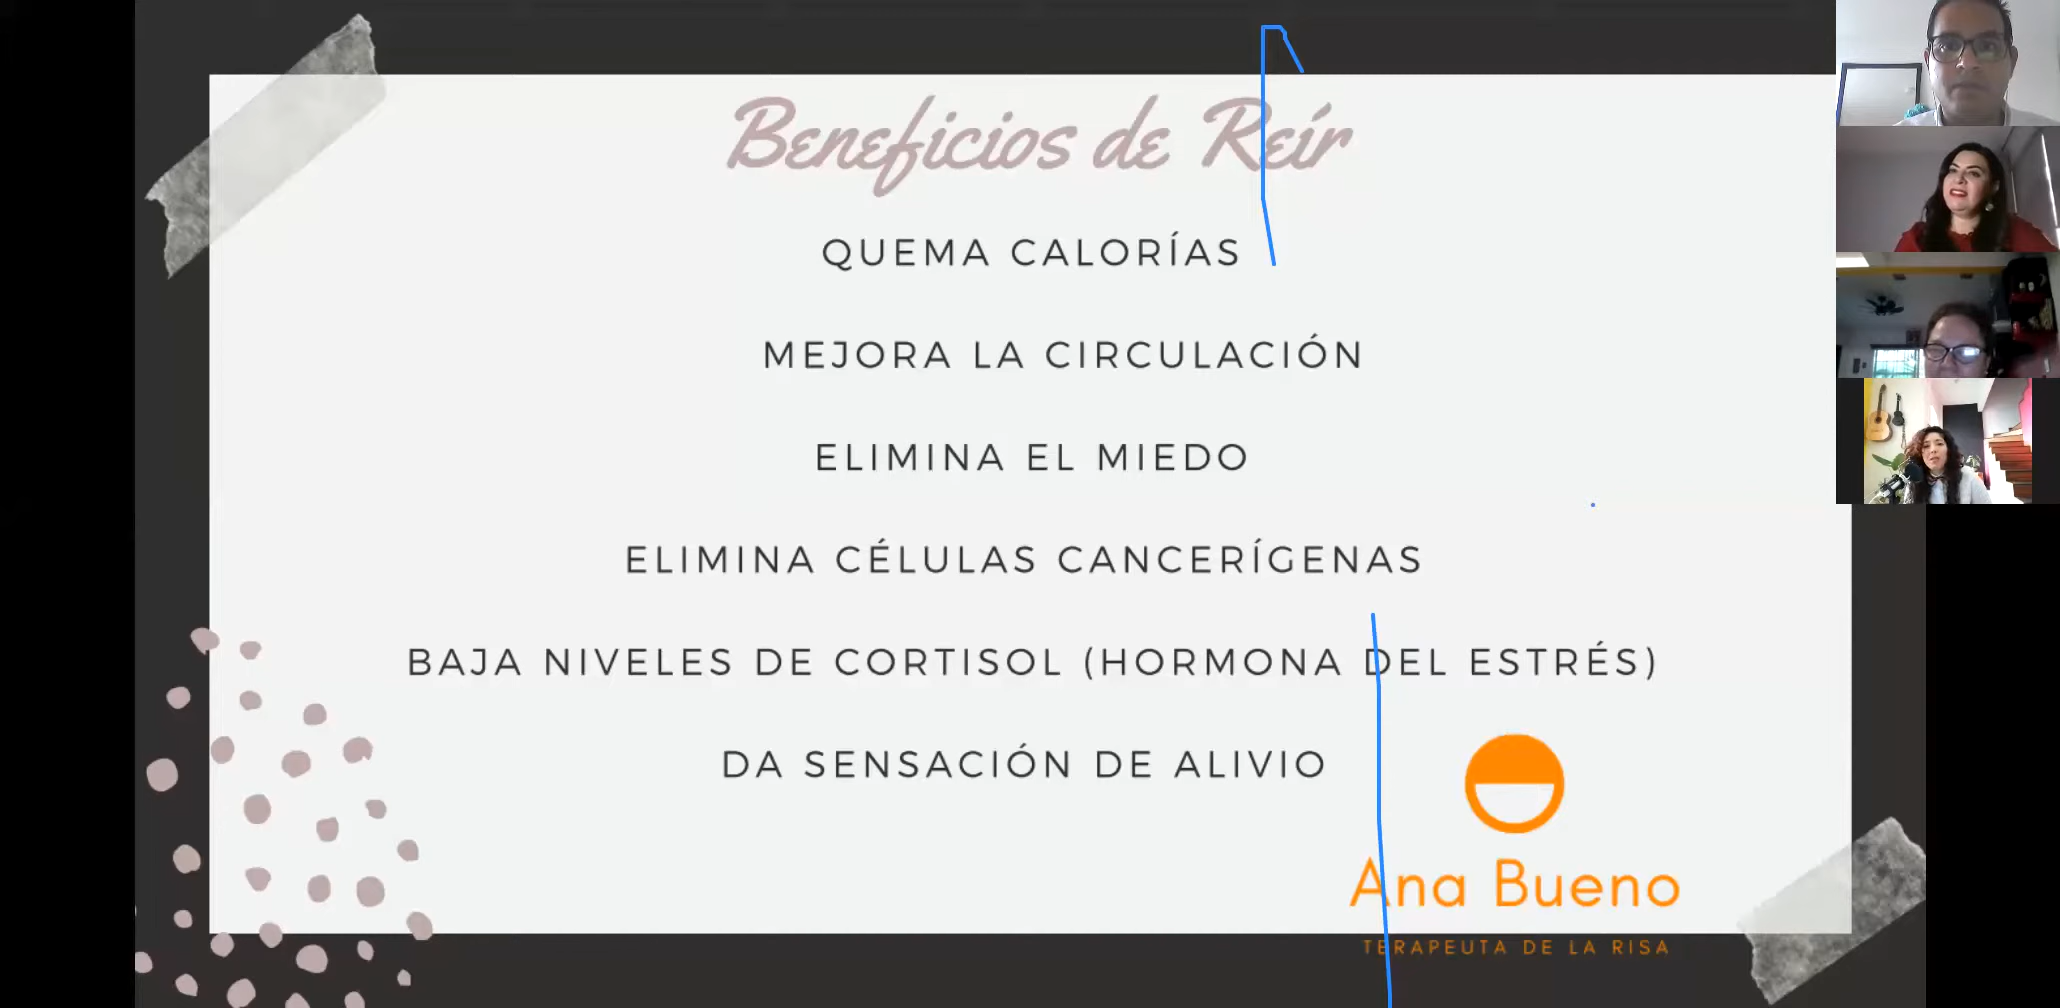 Beneficios de Reír
QUEMA CALORÍAS
MEJORA LA CIRCULACIÓN
ELIMINA EL MIEDO
ELIMINA CÉLULAS CANCERÍGENAS
BAJA NIVELES DE CORTISOL (HORMONA DEL ESTRÉS)
DA SENSACIÓN DE ALIVIO
Ana Bueno
TERAPEUTA DE LA RISA